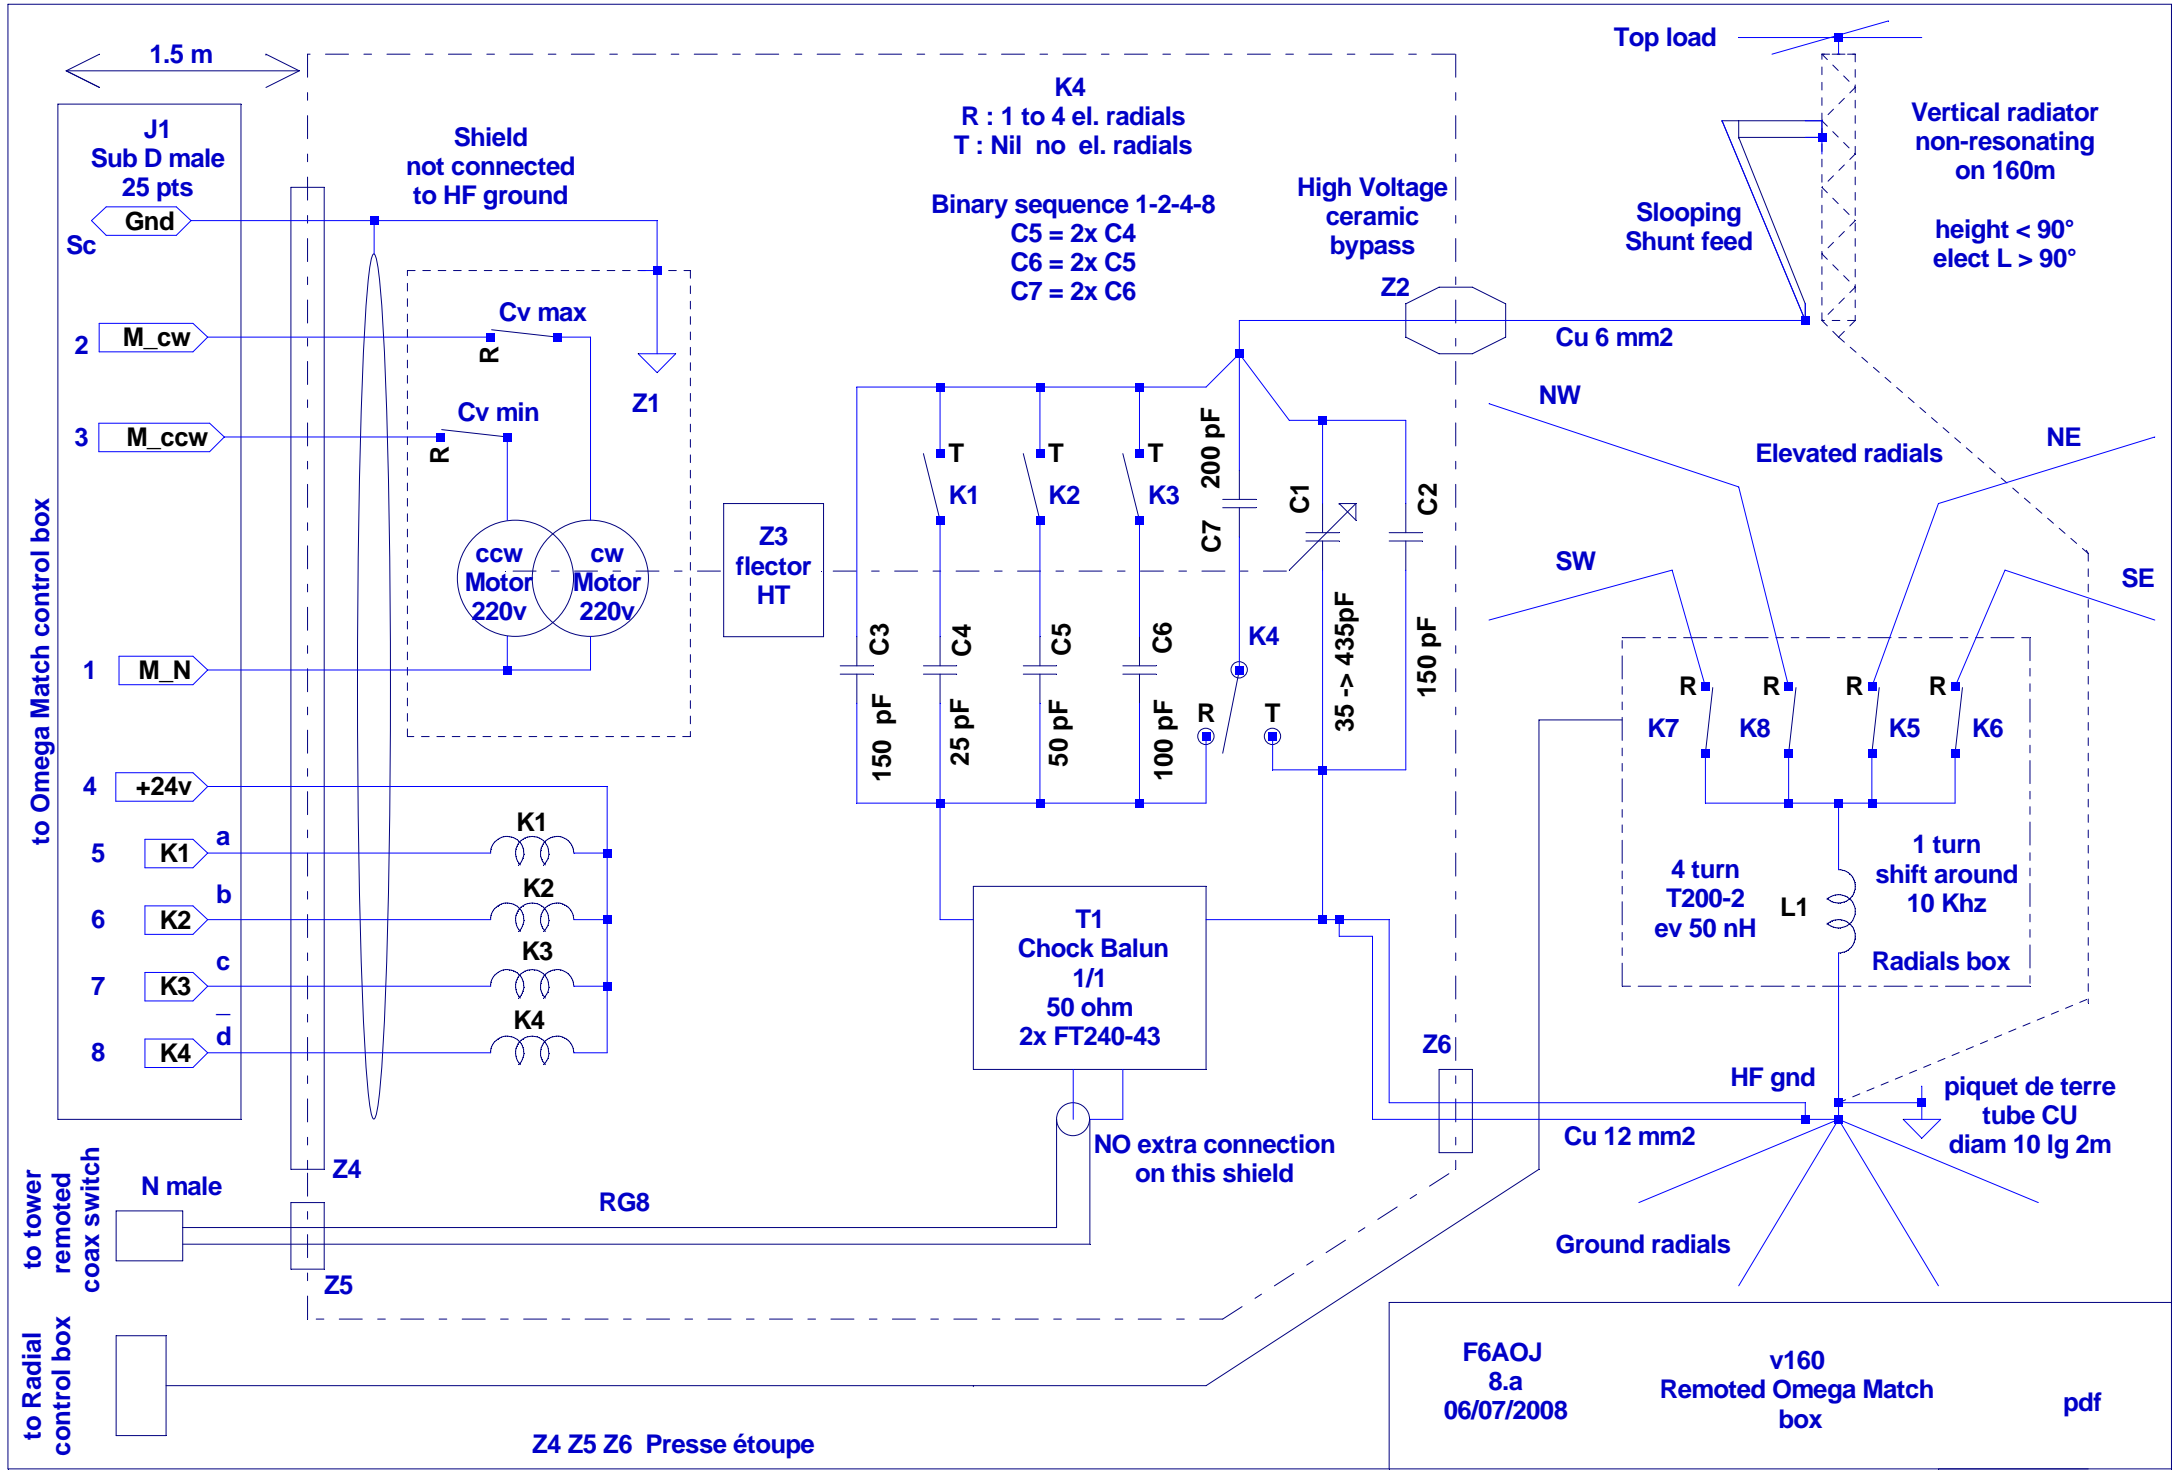 1.5 m
J1
Sub D male
25 pts
Gnd
Sc
2
M_cw
3
M_ccw
1
M_N
4
+24v
5
K1
a
6
K2
b
7
K3
c
8
K4
d
to Omega Match control box
Shield
not connected
to HF ground
Cv max
R
Cv min
R
Z1
ccw
Motor
220v
cw
Motor
220v
K1
K2
K3
K4
Z3
flector
HT
K4
R : 1 to 4 el. radials
T : Nil no el. radials
Binary sequence 1-2-4-8
C5 = 2x C4
C6 = 2x C5
C7 = 2x C6
High Voltage
ceramic
bypass
Z2
Cu 6 mm2
T
K1
T
K2
T
K3
C7
200 pF
C1
35 -> 435pF
C2
150 pF
C3
150 pF
C4
25 pF
C5
50 pF
C6
100 pF
K4
R
T
T1
Chock Balun
1/1
50 ohm
2x FT240-43
NO extra connection
on this shield
Z6
Cu 12 mm2
Top load
Vertical radiator
non-resonating
on 160m
height < 90°
elect L > 90°
Slooping
Shunt feed
NW
NE
Elevated radials
SW
SE
R
K7
R
K8
R
K5
R
K6
4 turn
T200-2
ev 50 nH
L1
1 turn
shift around
10 Khz
Radials box
HF gnd
piquet de terre
tube CU
diam 10 lg 2m
Ground radials
to tower
remoted
coax switch
N male
Z4
Z5
RG8
to Radial
control box
Z4 Z5 Z6 Presse étoupe
F6AOJ
8.a
06/07/2008
v160
Remoted Omega Match
box
pdf